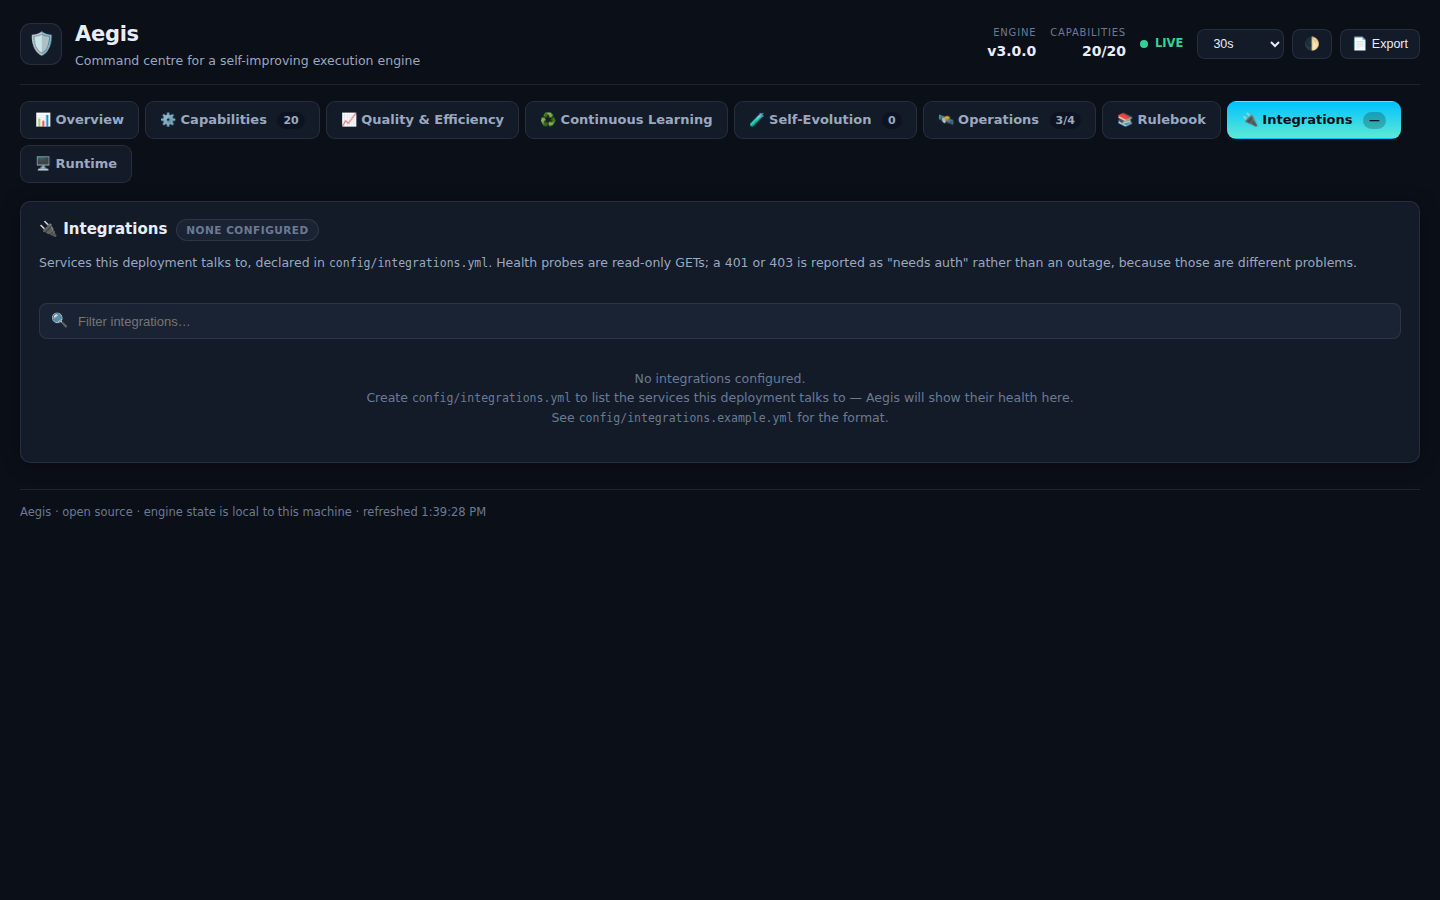 Aegis
Command centre for a self-improving execution engine
ENGINE
v3.0.0
CAPABILITIES
20/20
LIVE
30s
Export
Overview
Capabilities 20
Quality & Efficiency
Continuous Learning
Self-Evolution 0
Operations 3/4
Rulebook
Integrations —
Runtime
Integrations NONE CONFIGURED
Services this deployment talks to, declared in config/integrations.yml. Health probes are read-only GETs; a 401 or 403 is reported as "needs auth" rather than an outage, because those are different problems.
Filter integrations…
No integrations configured.
Create config/integrations.yml to list the services this deployment talks to — Aegis will show their health here.
See config/integrations.example.yml for the format.
Aegis · open source · engine state is local to this machine · refreshed 1:39:28 PM